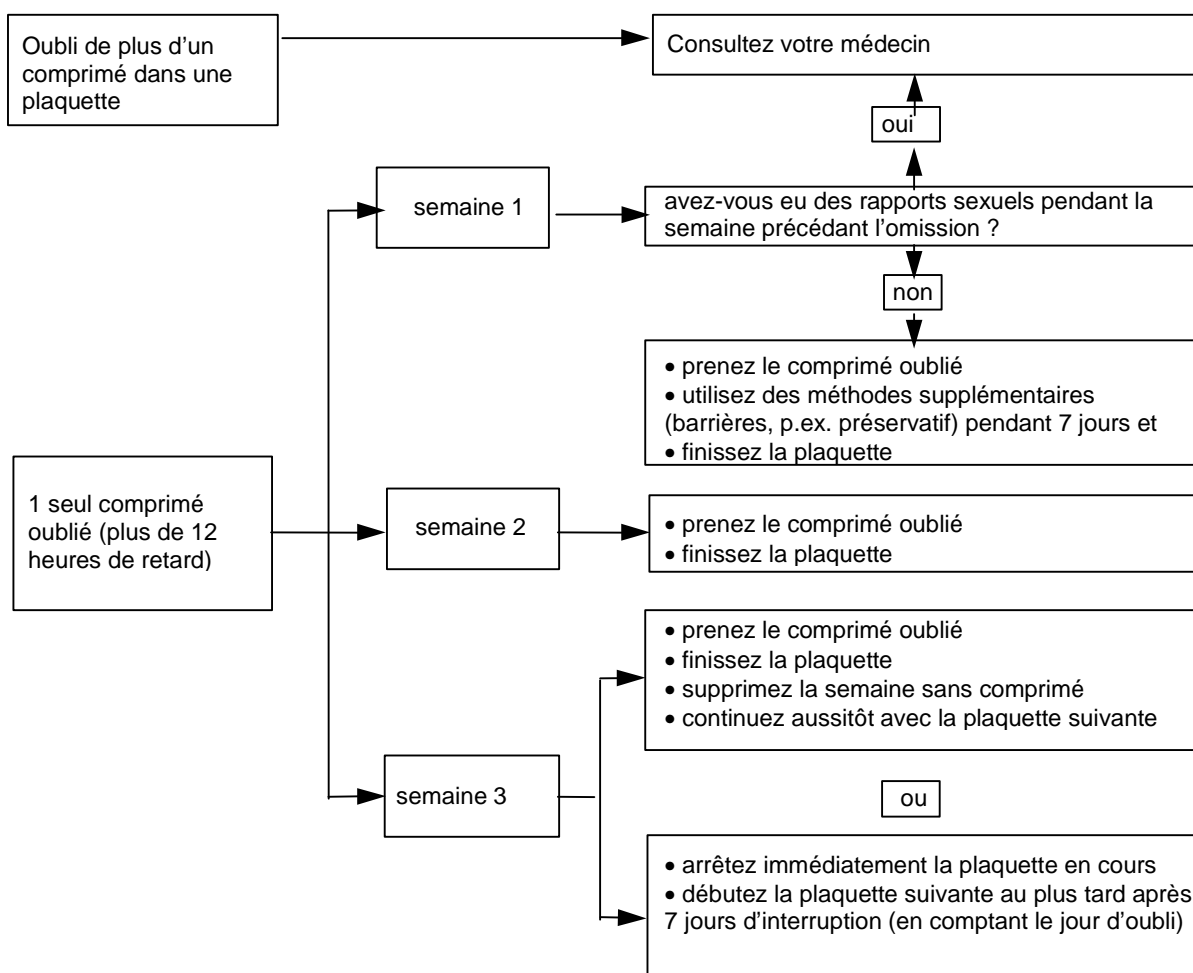 Oubli de plus d'un
comprimé dans une
plaquette
Consultez votre médecin
oui
semaine 1
avez-vous eu des rapports sexuels pendant la
semaine précédant l'omission ?
non
• prenez le comprimé oublié
• utilisez des méthodes supplémentaires
(barrières, p.ex. préservatif) pendant 7 jours et
• finissez la plaquette
1 seul comprimé
oublié (plus de 12
heures de retard)
semaine 2
• prenez le comprimé oublié
• finissez la plaquette
• prenez le comprimé oublié
• finissez la plaquette
• supprimez la semaine sans comprimé
• continuez aussitôt avec la plaquette suivante
semaine 3
ou
• arrêtez immédiatement la plaquette en cours
• débutez la plaquette suivante au plus tard après
7 jours d'interruption (en comptant le jour d'oubli)